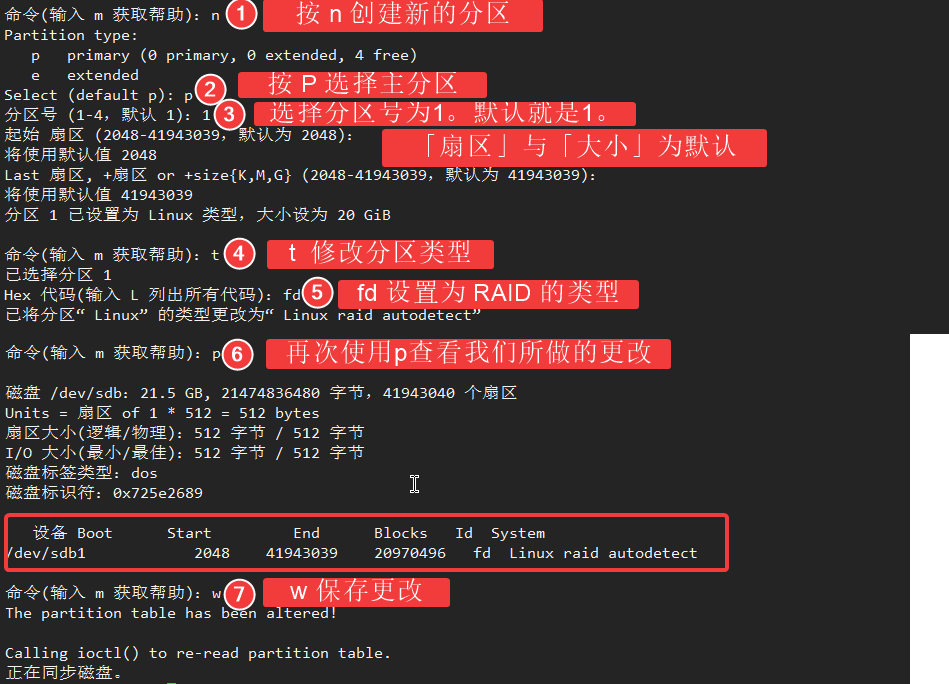 命令(输入 m 获取帮助)：n ① 按 n 创建新的分区
Partition type:
p   primary (0 primary, 0 extended, 4 free)
e   extended
Select (default p): p ② 按 P 选择主分区
分区号 (1-4，默认 1)：1 ③ 选择分区号为1。默认就是1。
起始 扇区 (2048-41943039，默认为 2048)：
「扇区」与「大小」为默认
将使用默认值 2048
Last 扇区, +扇区 or +size{K,M,G} (2048-41943039，默认为 41943039)：
将使用默认值 41943039
分区 1 已设置为 Linux 类型，大小设为 20 GiB
命令(输入 m 获取帮助)：t ④ t 修改分区类型
已选择分区 1
Hex 代码(输入 L 列出所有代码)：fd ⑤ fd 设置为 RAID 的类型
已将分区“ Linux” 的类型更改为“ Linux raid autodetect”
命令(输入 m 获取帮助)：p ⑥ 再次使用p查看我们所做的更改
磁盘 /dev/sdb：21.5 GB, 21474836480 字节，41943040 个扇区
Units = 扇区 of 1 * 512 = 512 bytes
扇区大小(逻辑/物理)：512 字节 / 512 字节
I/O 大小(最小/最佳)：512 字节 / 512 字节
磁盘标签类型：dos
磁盘标识符：0x725e2689
设备 Boot      Start         End      Blocks   Id  System
/dev/sdb1            2048    41943039    20970496   fd  Linux raid autodetect
命令(输入 m 获取帮助)：w ⑦ w 保存更改
The partition table has been altered!
Calling ioctl() to re-read partition table.
正在同步磁盘。